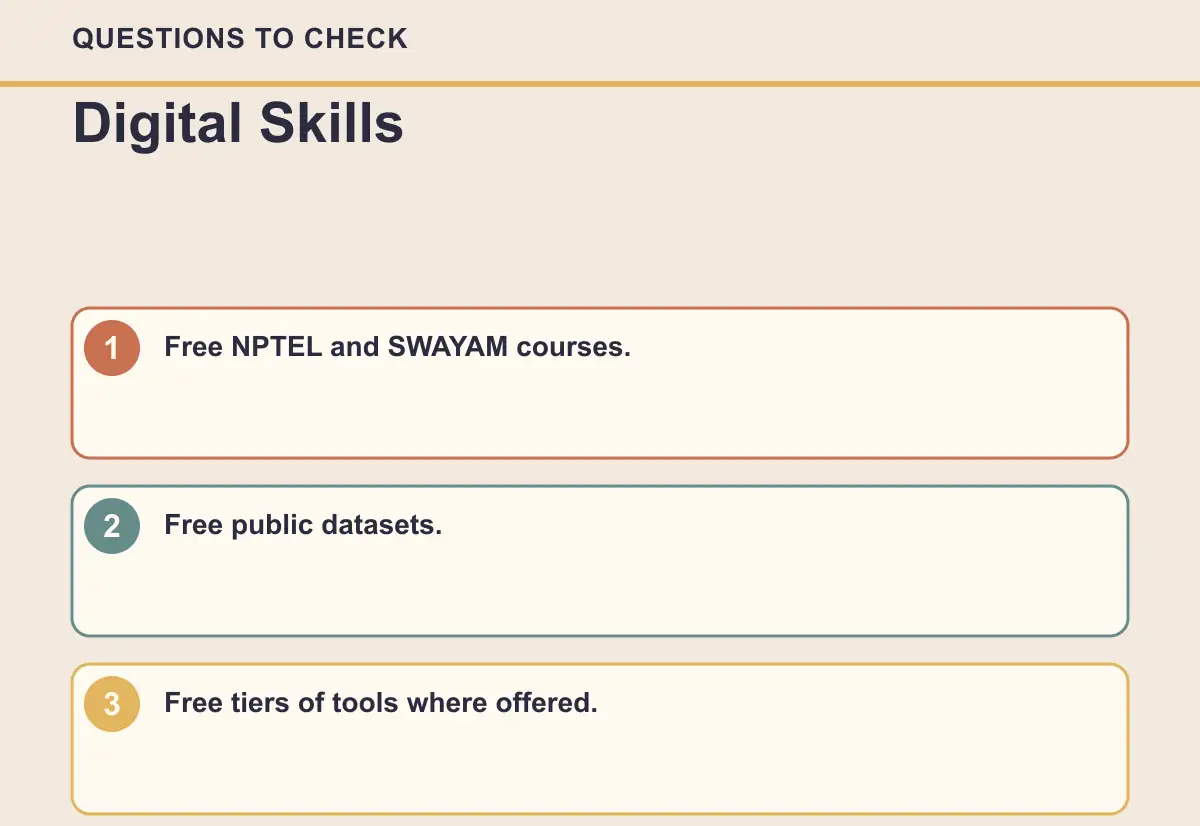 QUESTIONS TO CHECK
Digital Skills
1
Free NPTEL and SWAYAM courses.
2
Free public datasets.
3
Free tiers of tools where offered.